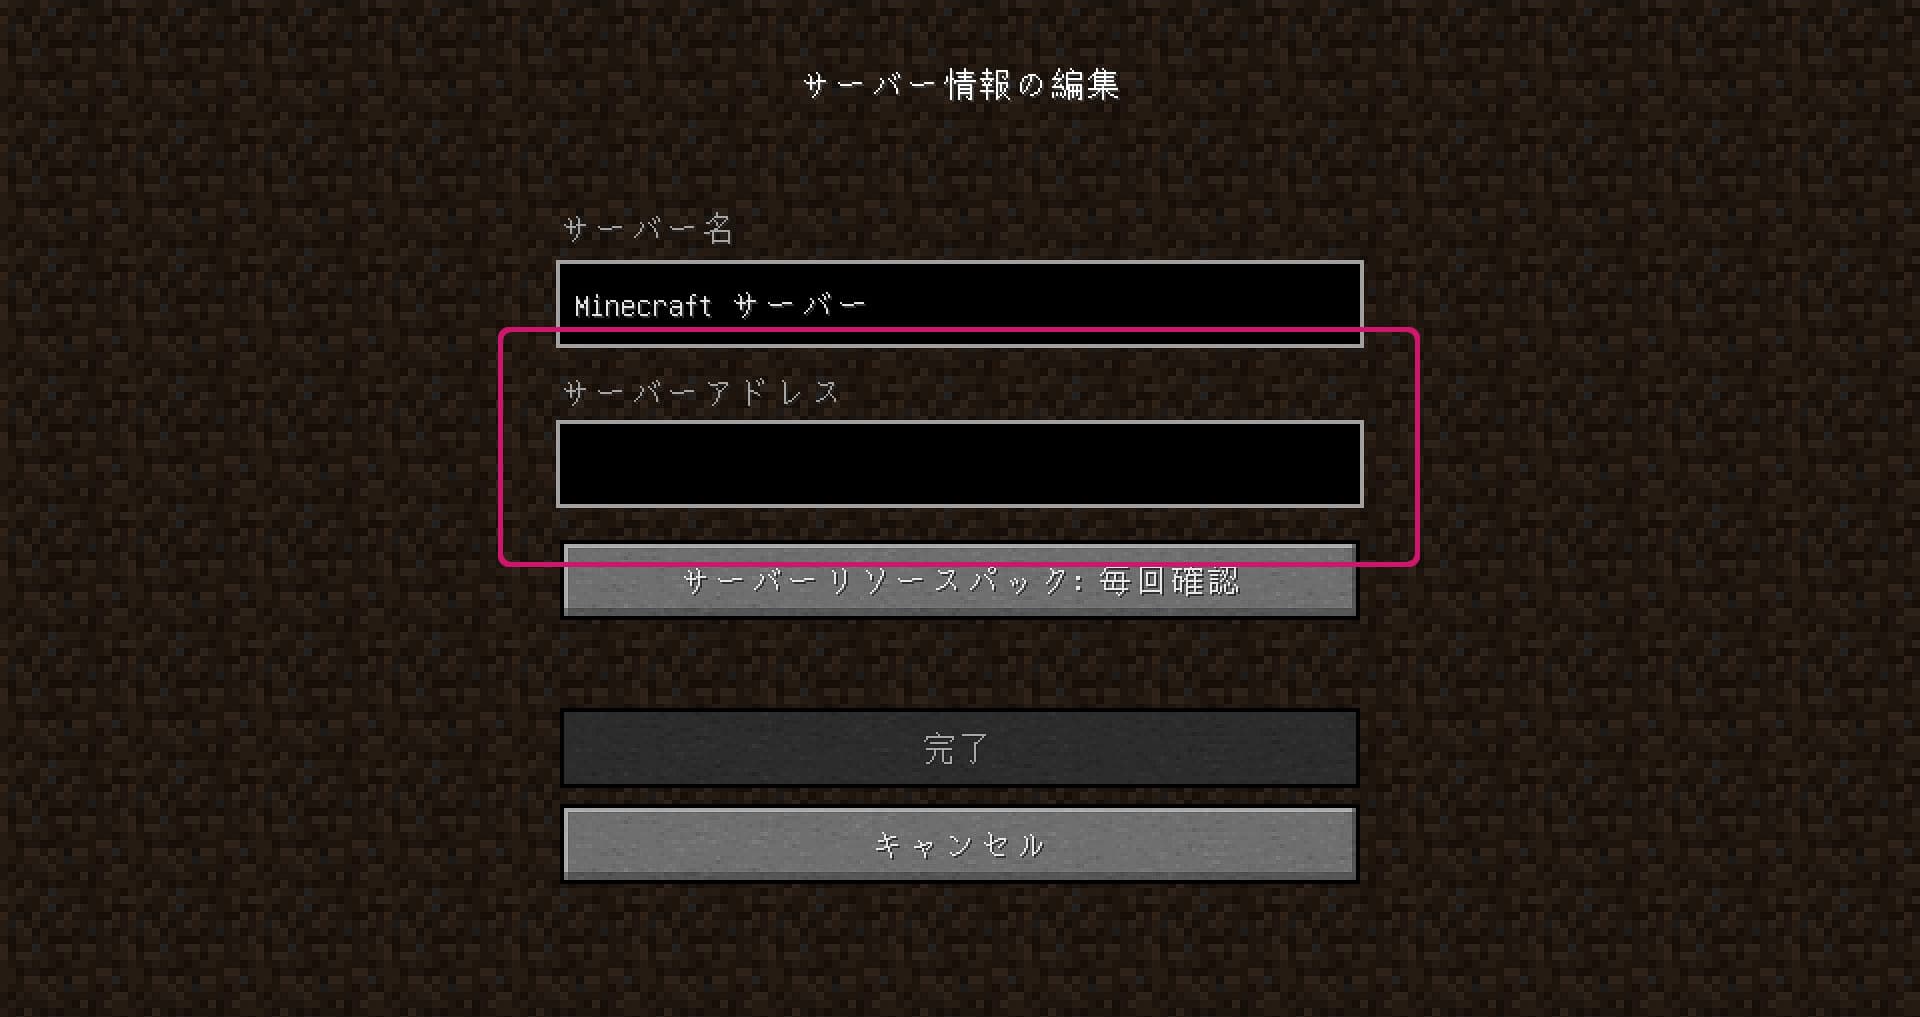 サーバー情報の編集
サーバー名
Minecraft サーバー
サーバーアドレス
サーバーリソースパック: 毎回確認
完了
キャンセル